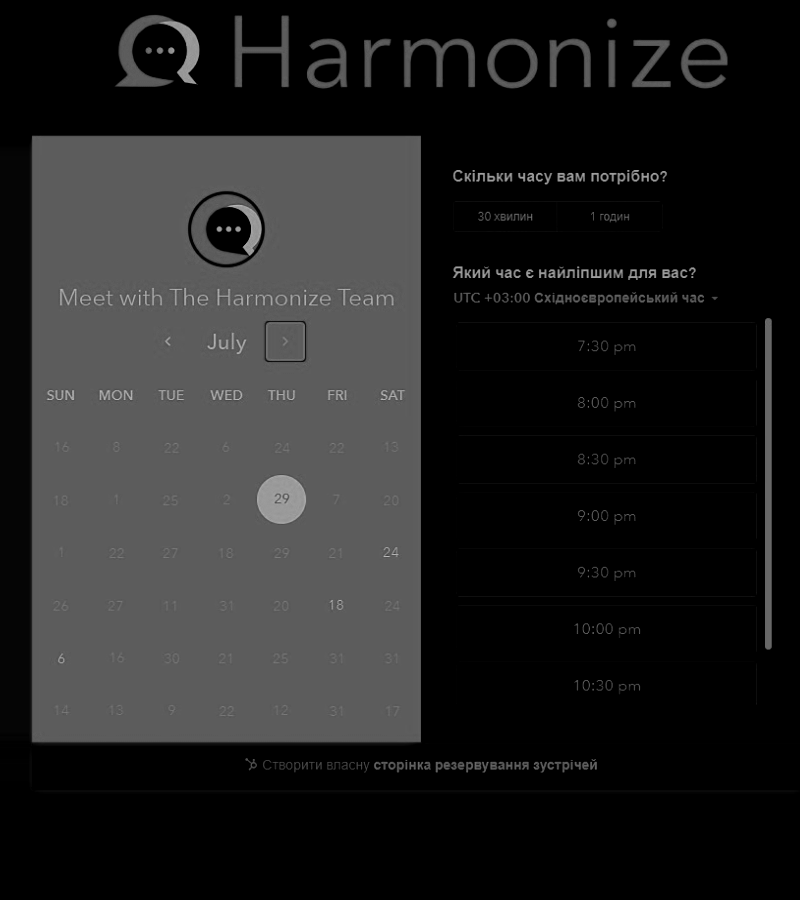 Harmonize
Meet with The Harmonize Team
July
SUN MON TUE WED THU FRI SAT
16 8 22 6 24 22 13
18 1 25 2 29 7 20
1 22 27 18 29 21 24
26 27 11 31 20 18 24
6 16 30 21 25 31 31
14 13 9 22 12 31 17
Скільки часу вам потрібно?
30 хвилин 1 годин
Який час є найліпшим для вас?
UTC +03:00 Східноєвропейський час
7:30 pm
8:00 pm
8:30 pm
9:00 pm
9:30 pm
10:00 pm
10:30 pm
Створити власну сторінка резервування зустрічей